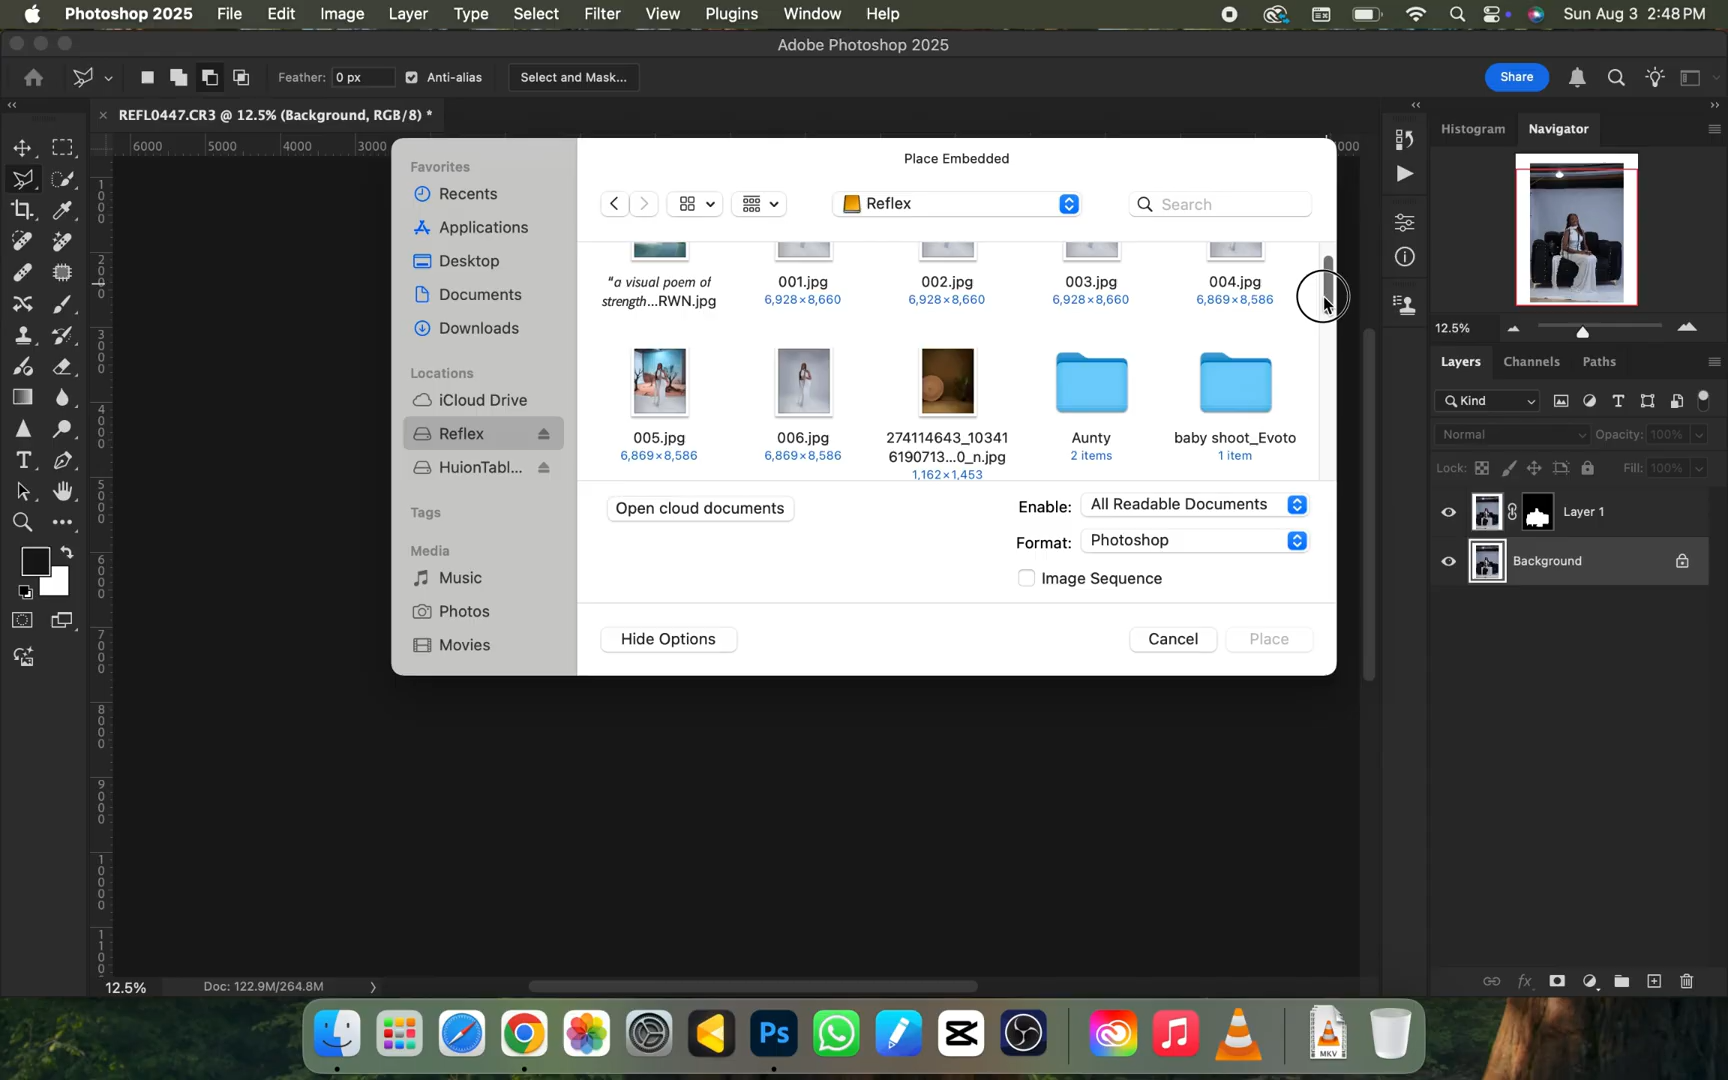 Photoshop 2025 File Edit Image Layer Type Select Filter View Plugins Window Help Sun Aug 3 2:48 PM
Adobe Photoshop 2025
Feather: 0 px Anti-alias Select and Mask... Share
REFL0447.CR3 @ 12.5% (Background, RGB/8) *
6000 5000 4000 3000
Favorites
Recents
Applications
Desktop
Documents
Downloads
Locations
iCloud Drive
Reflex
HuionTabl...
Tags
Media
Music
Photos
Movies
Place Embedded
Reflex
Search
"a visual poem of
strength...RWN.jpg
001.jpg
6,928×8,660
002.jpg
6,928×8,660
003.jpg
6,928×8,660
004.jpg
6,869×8,586
005.jpg
6,869×8,586
006.jpg
6,869×8,586
274114643_10341
6190713...0_n.jpg
1,162×1,453
Aunty
2 items
baby shoot_Evoto
1 item
Open cloud documents
Enable: All Readable Documents
Format: Photoshop
Image Sequence
Hide Options
Cancel
Place
Histogram Navigator
12.5%
Layers Channels Paths
Kind
Normal Opacity: 100%
Lock: Fill: 100%
Layer 1
Background
12.5% Doc: 122.9M/264.8M
Ps
MKV